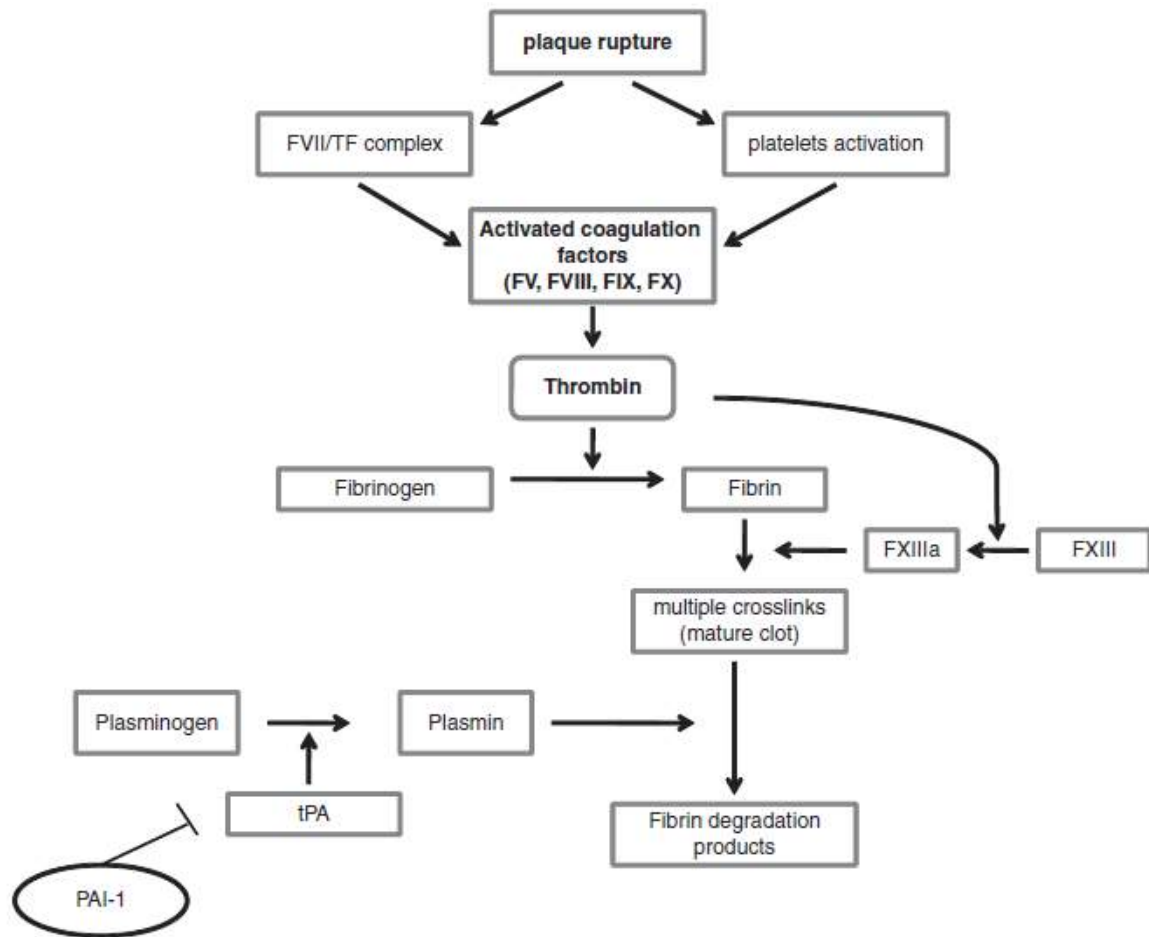 plaque rupture
FVII/TF complex
platelets activation
Activated coagulation
factors
(FV, FVIII, FIX, FX)
Thrombin
Fibrinogen
Fibrin
FXIIIa
FXIII
multiple crosslinks
(mature clot)
Plasminogen
Plasmin
tPA
Fibrin degradation
products
PAI-1